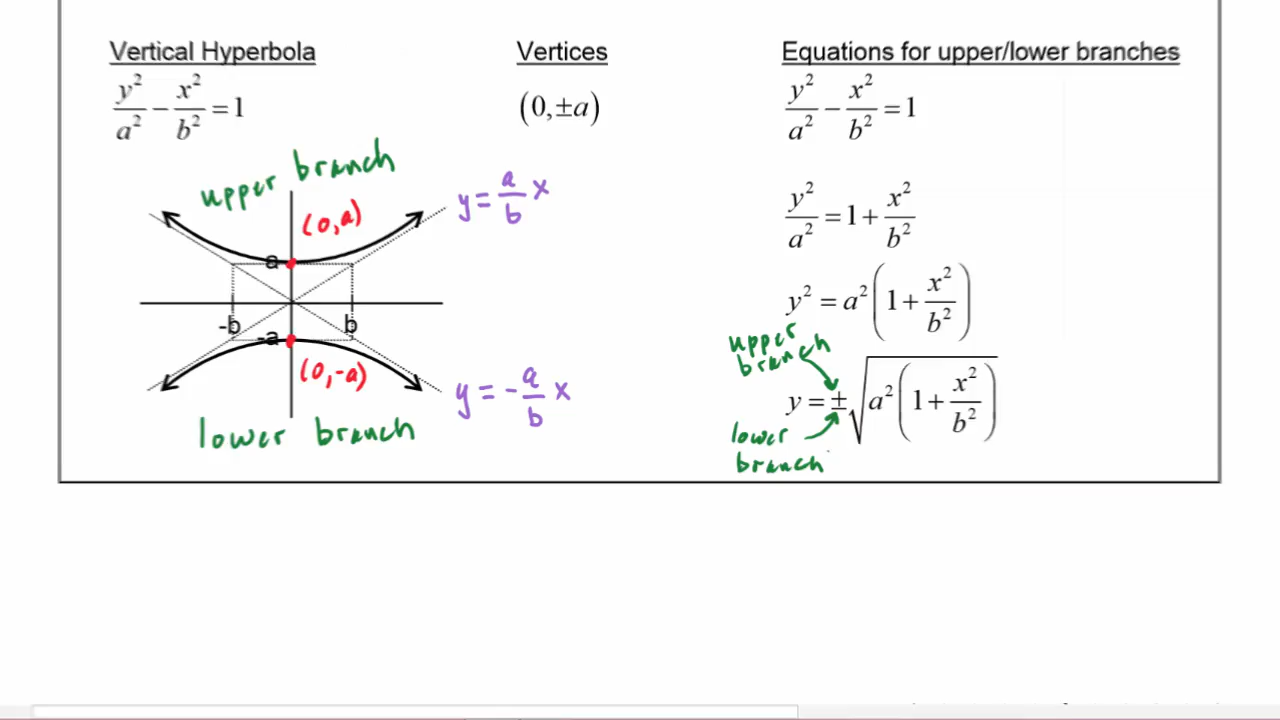 Vertical Hyperbola
y²/a² − x²/b² = 1
upper branch
(0,a)
y = a/b x
a
-b
b
-a
(0,-a)
y = - a/b x
lower branch
Vertices
(0,±a)
Equations for upper/lower branches
y²/a² − x²/b² = 1
y²/a² = 1 + x²/b²
y² = a²(1 + x²/b²)
upper
branch
y = ±√(a²(1 + x²/b²))
lower
branch